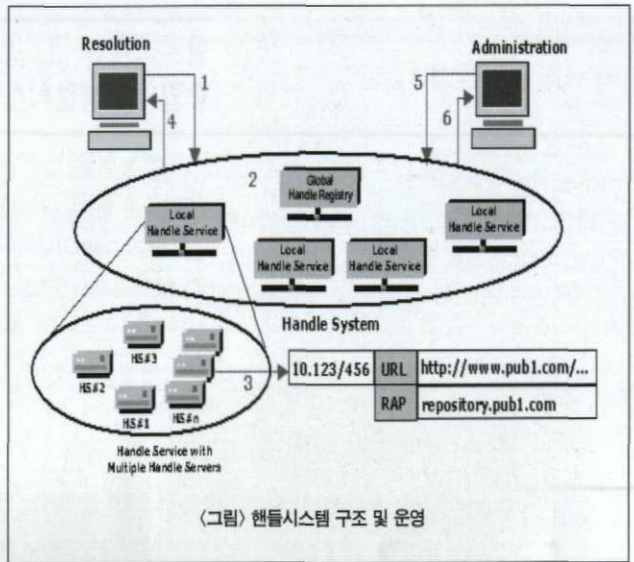 Resolution
Administration
1
4
5
6
2
Global
Handle Registry
Local
Handle Service
Local
Handle Service
Local
Handle Service
Local
Handle Service
Handle System
HS#3
HS#2
HS#1
HS#n
3
10.123/456 URL http://www.pub1.com/...
RAP repository.pub1.com
Handle Service with
Multiple Handle Servers
〈그림〉 핸들시스템 구조 및 운영